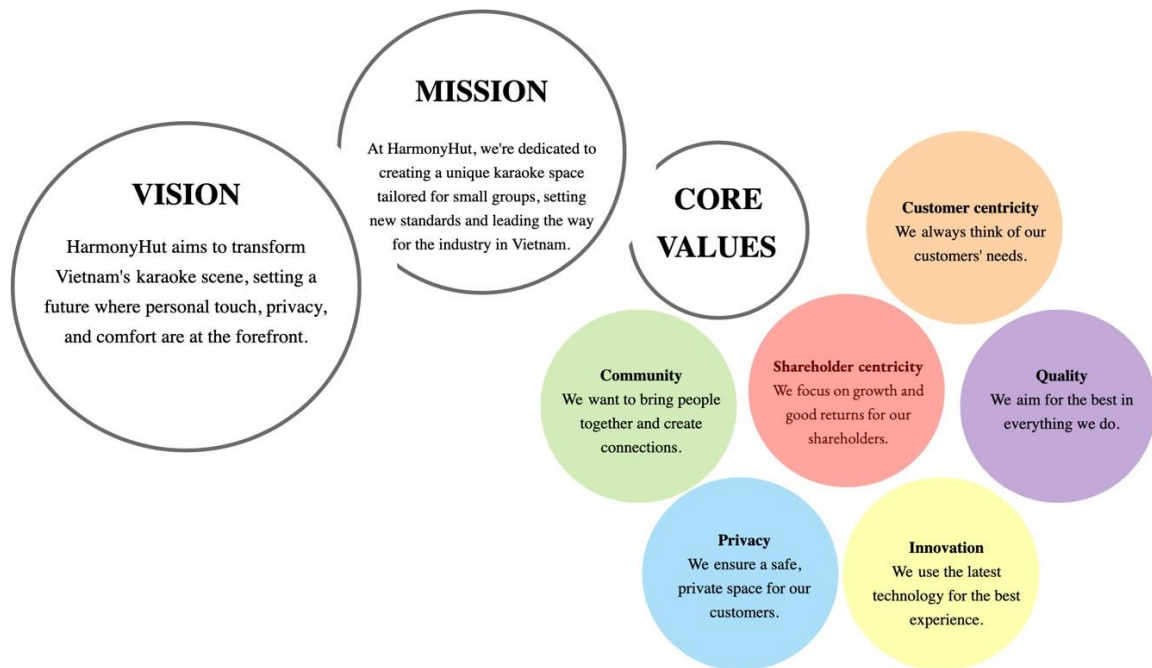 VISION
HarmonyHut aims to transform
Vietnam's karaoke scene, setting a
future where personal touch, privacy,
and comfort are at the forefront.
MISSION
At HarmonyHut, we're dedicated to
creating a unique karaoke space
tailored for small groups, setting
new standards and leading the way
for the industry in Vietnam.
CORE
VALUES
Customer centricity
We always think of our
customers' needs.
Community
We want to bring people
together and create
connections.
Shareholder centricity
We focus on growth and
good returns for our
shareholders.
Quality
We aim for the best in
everything we do.
Privacy
We ensure a safe,
private space for our
customers.
Innovation
We use the latest
technology for the best
experience.